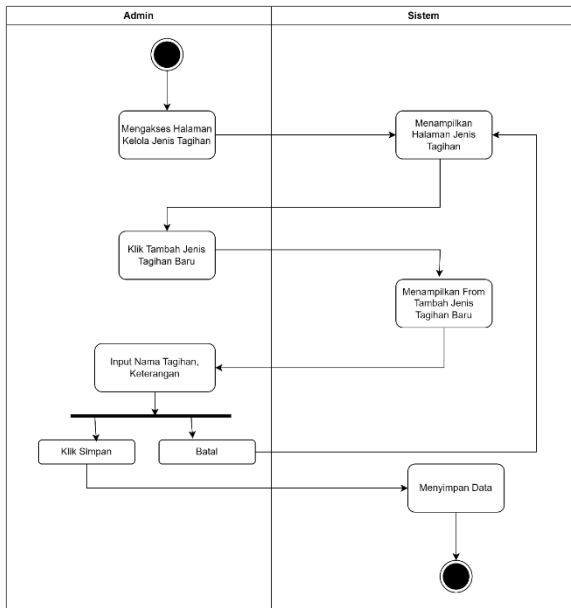 Admin
Sistem
Mengakses Halaman
Kelola Jenis Tagihan
Menampilkan
Halaman Jenis
Tagihan
Klik Tambah Jenis
Tagihan Baru
Menampilkan From
Tambah Jenis
Tagihan Baru
Input Nama Tagihan,
Keterangan
Klik Simpan
Batal
Menyimpan Data